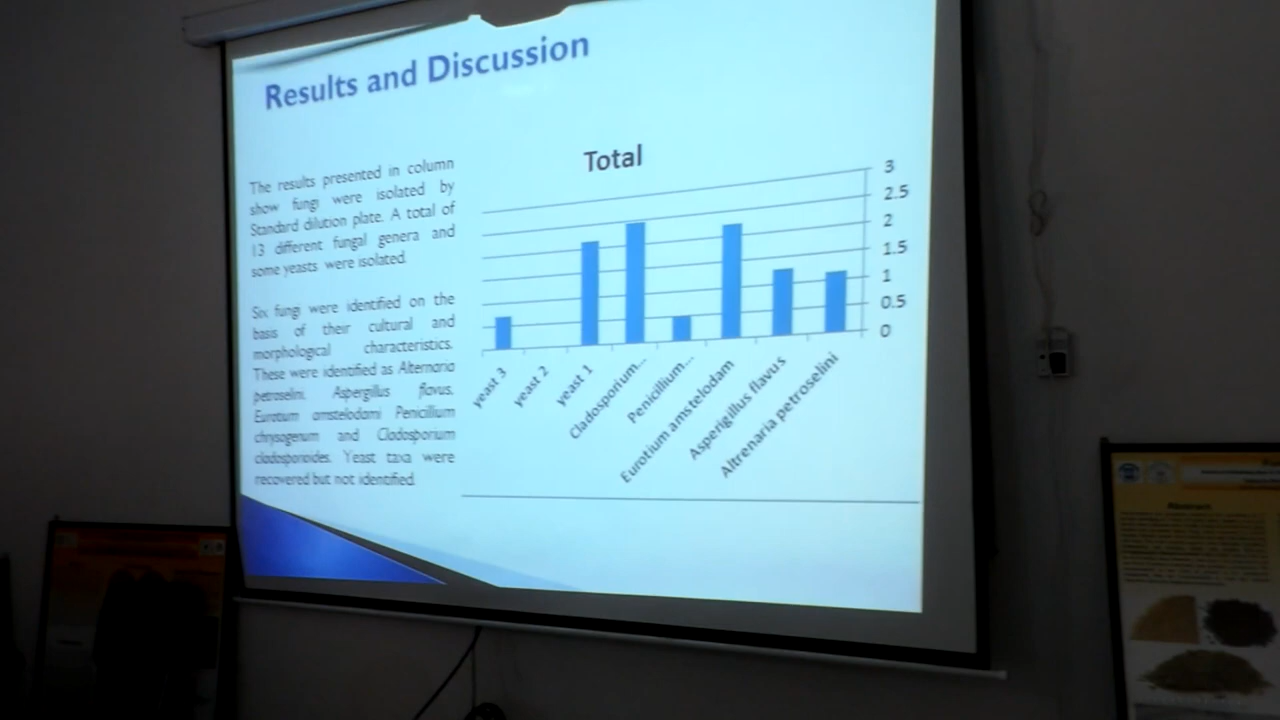 Results and Discussion
The results presented in column
show fungi were isolated by
Standard dilution plate. A total of
13 different fungal genera and
some yeasts were isolated.
Six fungi were identified on the
basis of their cultural and
morphological characteristics.
These were identified as Alternaria
petroselini. Aspergillus flavus.
Eurotium amstelodami Penicillium
chrysogenum and Cladosporium
cladosporioides. Yeast taxa were
recovered but not identified.
Total
3
2.5
2
1.5
1
0.5
0
yeast 3
yeast 2
yeast 1
Cladosporium...
Penicillium...
Eurotium amstelodam
Asperigillus flavus
Altrenaria petroselini
Abstract